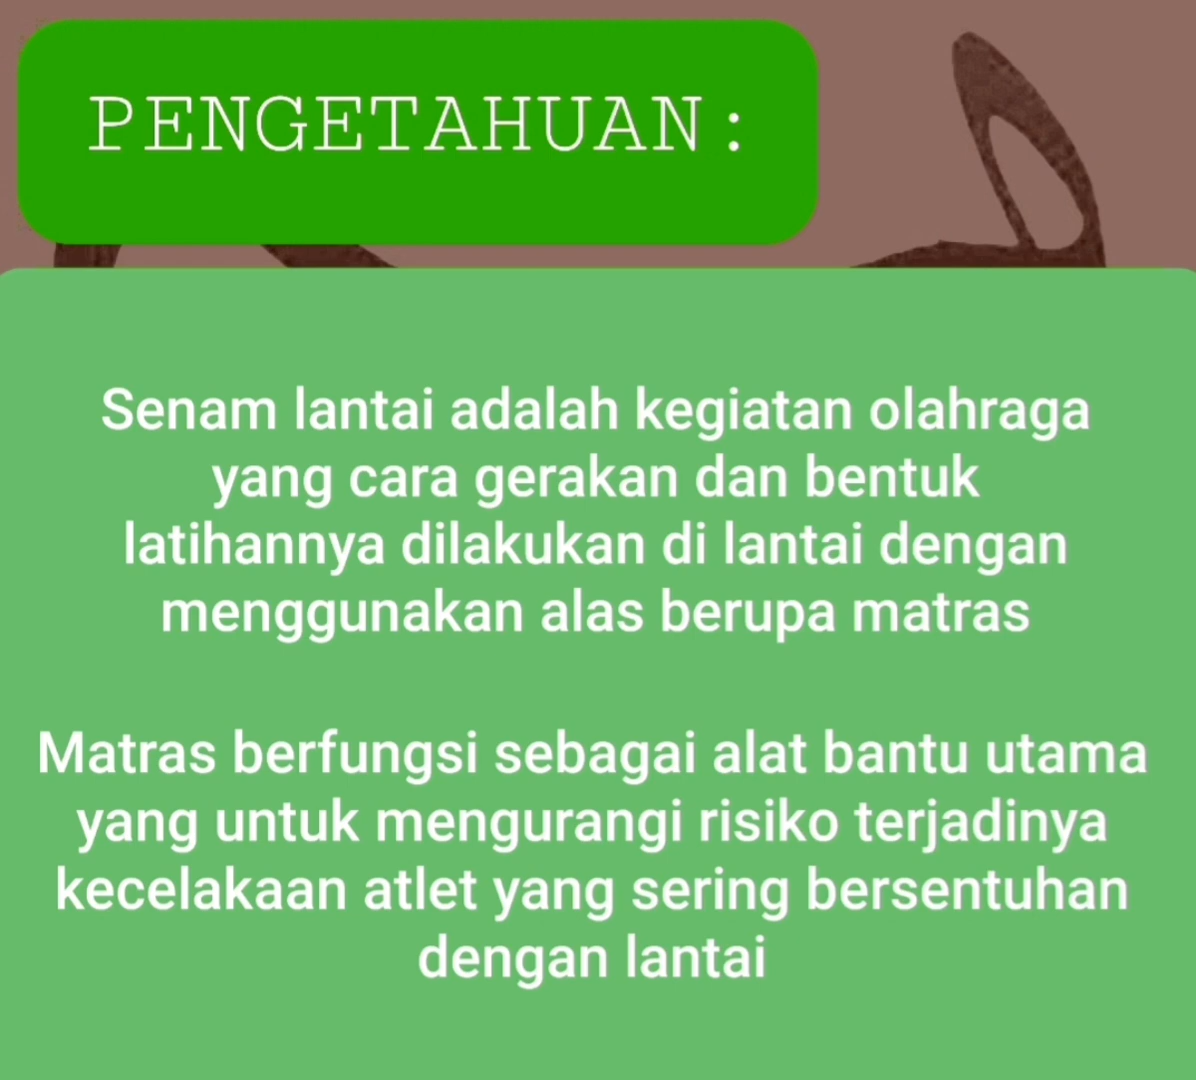 PENGETAHUAN:
Senam lantai adalah kegiatan olahraga
yang cara gerakan dan bentuk
latihannya dilakukan di lantai dengan
menggunakan alas berupa matras
Matras berfungsi sebagai alat bantu utama
yang untuk mengurangi risiko terjadinya
kecelakaan atlet yang sering bersentuhan
dengan lantai